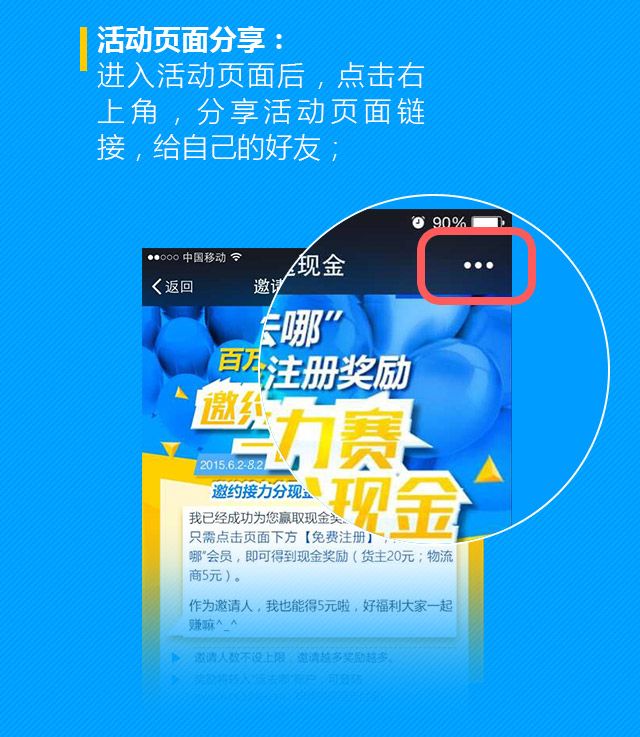 活动页面分享：
进入活动页面后，点击右
上角，分享活动页面链
接，给自己的好友；
90%
中国移动
现金
返回
邀请
去哪”
百万
注册奖励
邀约
力赛
2015.6.2-8.2
现金
邀约接力分现金
我已经成功为您赢取现金奖
只需点击页面下方【免费注册】，
哪”会员，即可得到现金奖励（货主20元；物流
商5元）。
作为邀请人，我也能得5元啦，好福利大家一起
赚嘛^_^
邀请人数不设上限，邀请越多奖励越多。